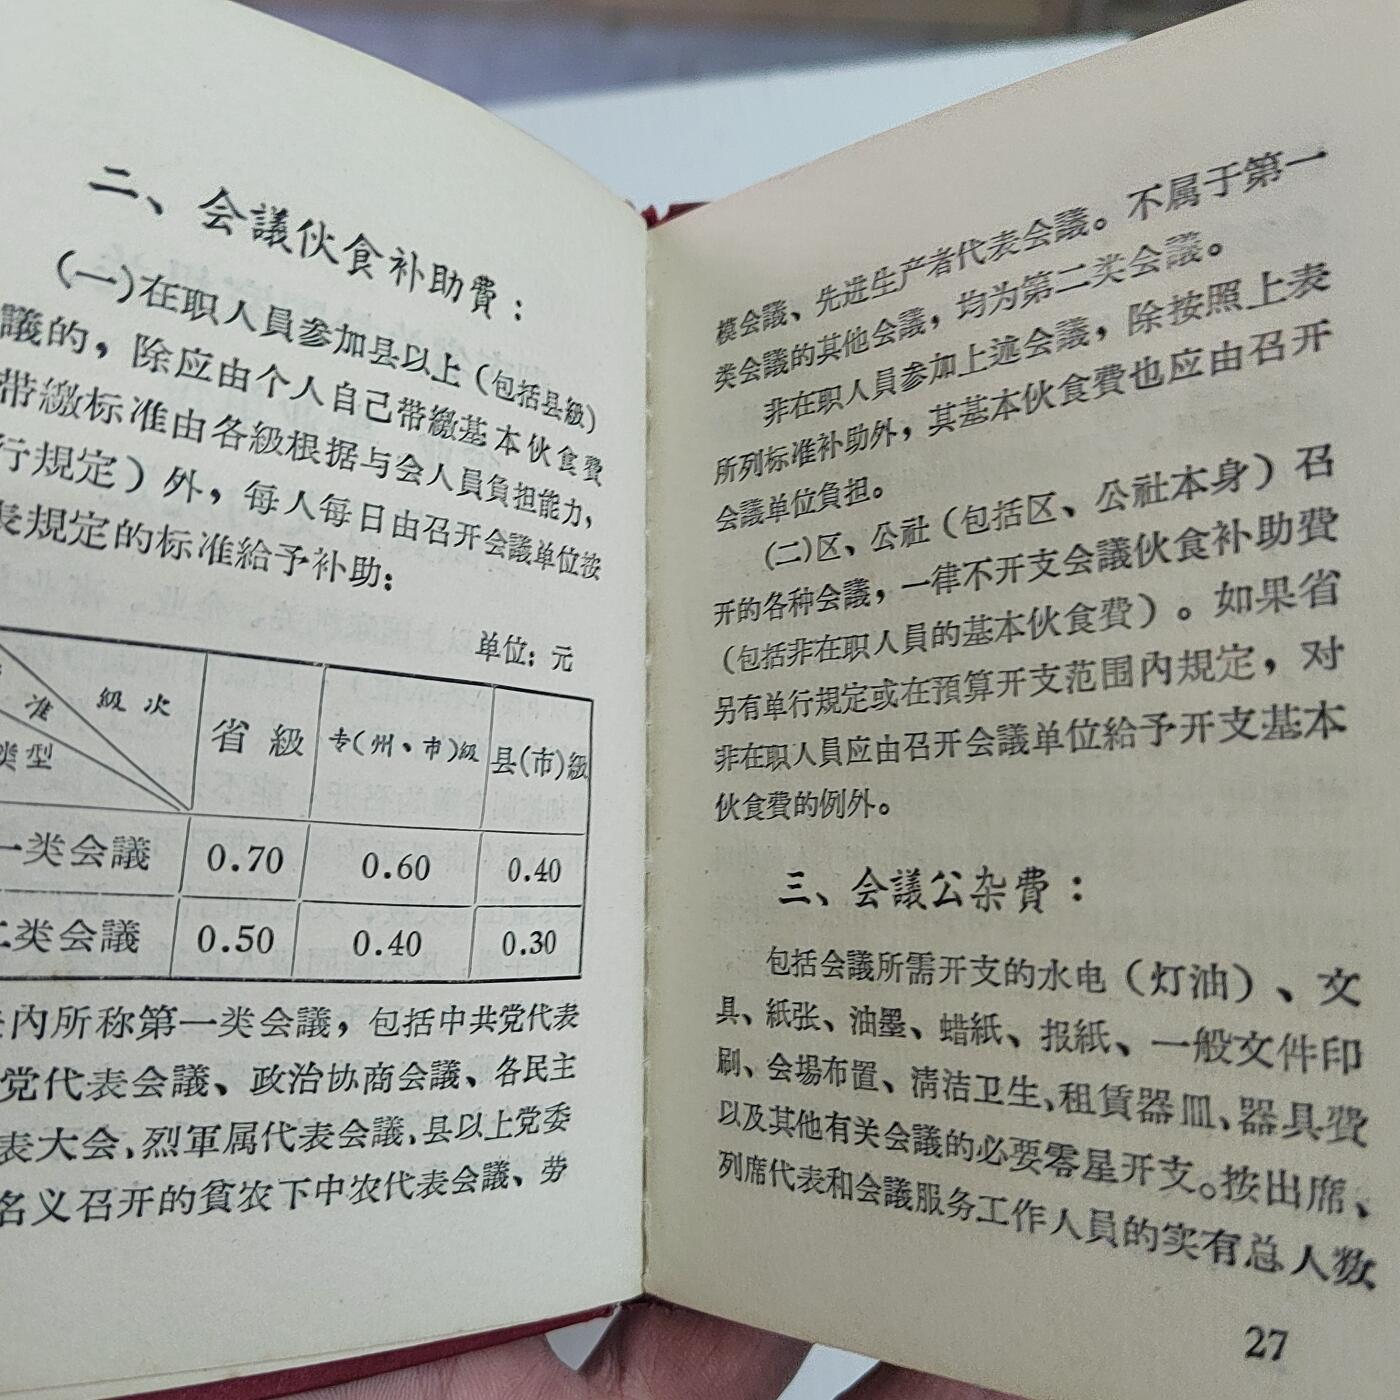 二、会議伙食补助費：
(一)在职人員参加县以上（包括县級）
議的，除应由个人自己带繳基本伙食費
带繳标准由各級根据与会人員負担能力，
行規定）外，每人每日由召开会議单位按
表規定的标准給予补助：
单位：元
准 級次 省級 专(州、市)級 县(市)級
类型
一类会議 0.70 0.60 0.40
二类会議 0.50 0.40 0.30
内所称第一类会議，包括中共党代表
党代表会議、政治协商会議、各民主
表大会、烈軍属代表会議、县以上党委
名义召开的貧农下中农代表会議、劳
模会議、先进生产者代表会議。不属于第一
类会議的其他会議，均为第二类会議。
非在职人員参加上述会議，除按照上表
所列标准补助外，其基本伙食費也应由召开
会議单位負担。
(二)区、公社（包括区、公社本身）召
开的各种会議，一律不开支会議伙食补助費
（包括非在职人員的基本伙食費）。如果省
另有单行規定或在預算开支范围內規定，对
非在职人員应由召开会議单位給予开支基本
伙食費的例外。
三、会議公杂費：
包括会議所需开支的水电（灯油）、文
具、紙张、油墨、蜡紙、报紙、一般文件印
刷、会場布置、清洁卫生、租賃器皿、器具費
以及其他有关会議的必要零星开支。按出席、
列席代表和会議服务工作人員的实有总人数
27